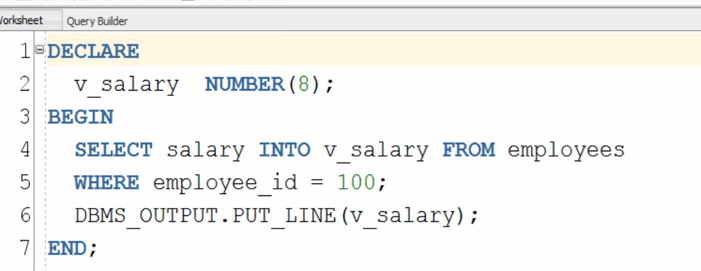 Worksheet Query Builder
1 DECLARE
2 v_salary NUMBER(8);
3 BEGIN
4 SELECT salary INTO v_salary FROM employees
5 WHERE employee_id = 100;
6 DBMS_OUTPUT.PUT_LINE(v_salary);
7 END;